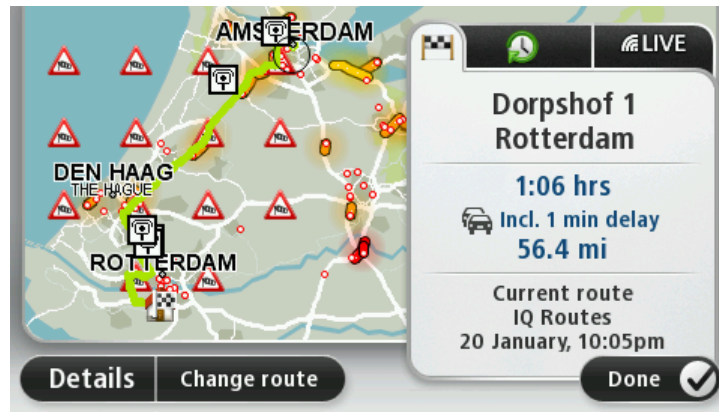 AMSTERDAM
LIVE
Dorpshof 1
Rotterdam
DEN HAAG
THE HAGUE
1:06 hrs
Incl. 1 min delay
56.4 mi
ROTTERDAM
Current route
IQ Routes
20 January, 10:05pm
Details
Change route
Done